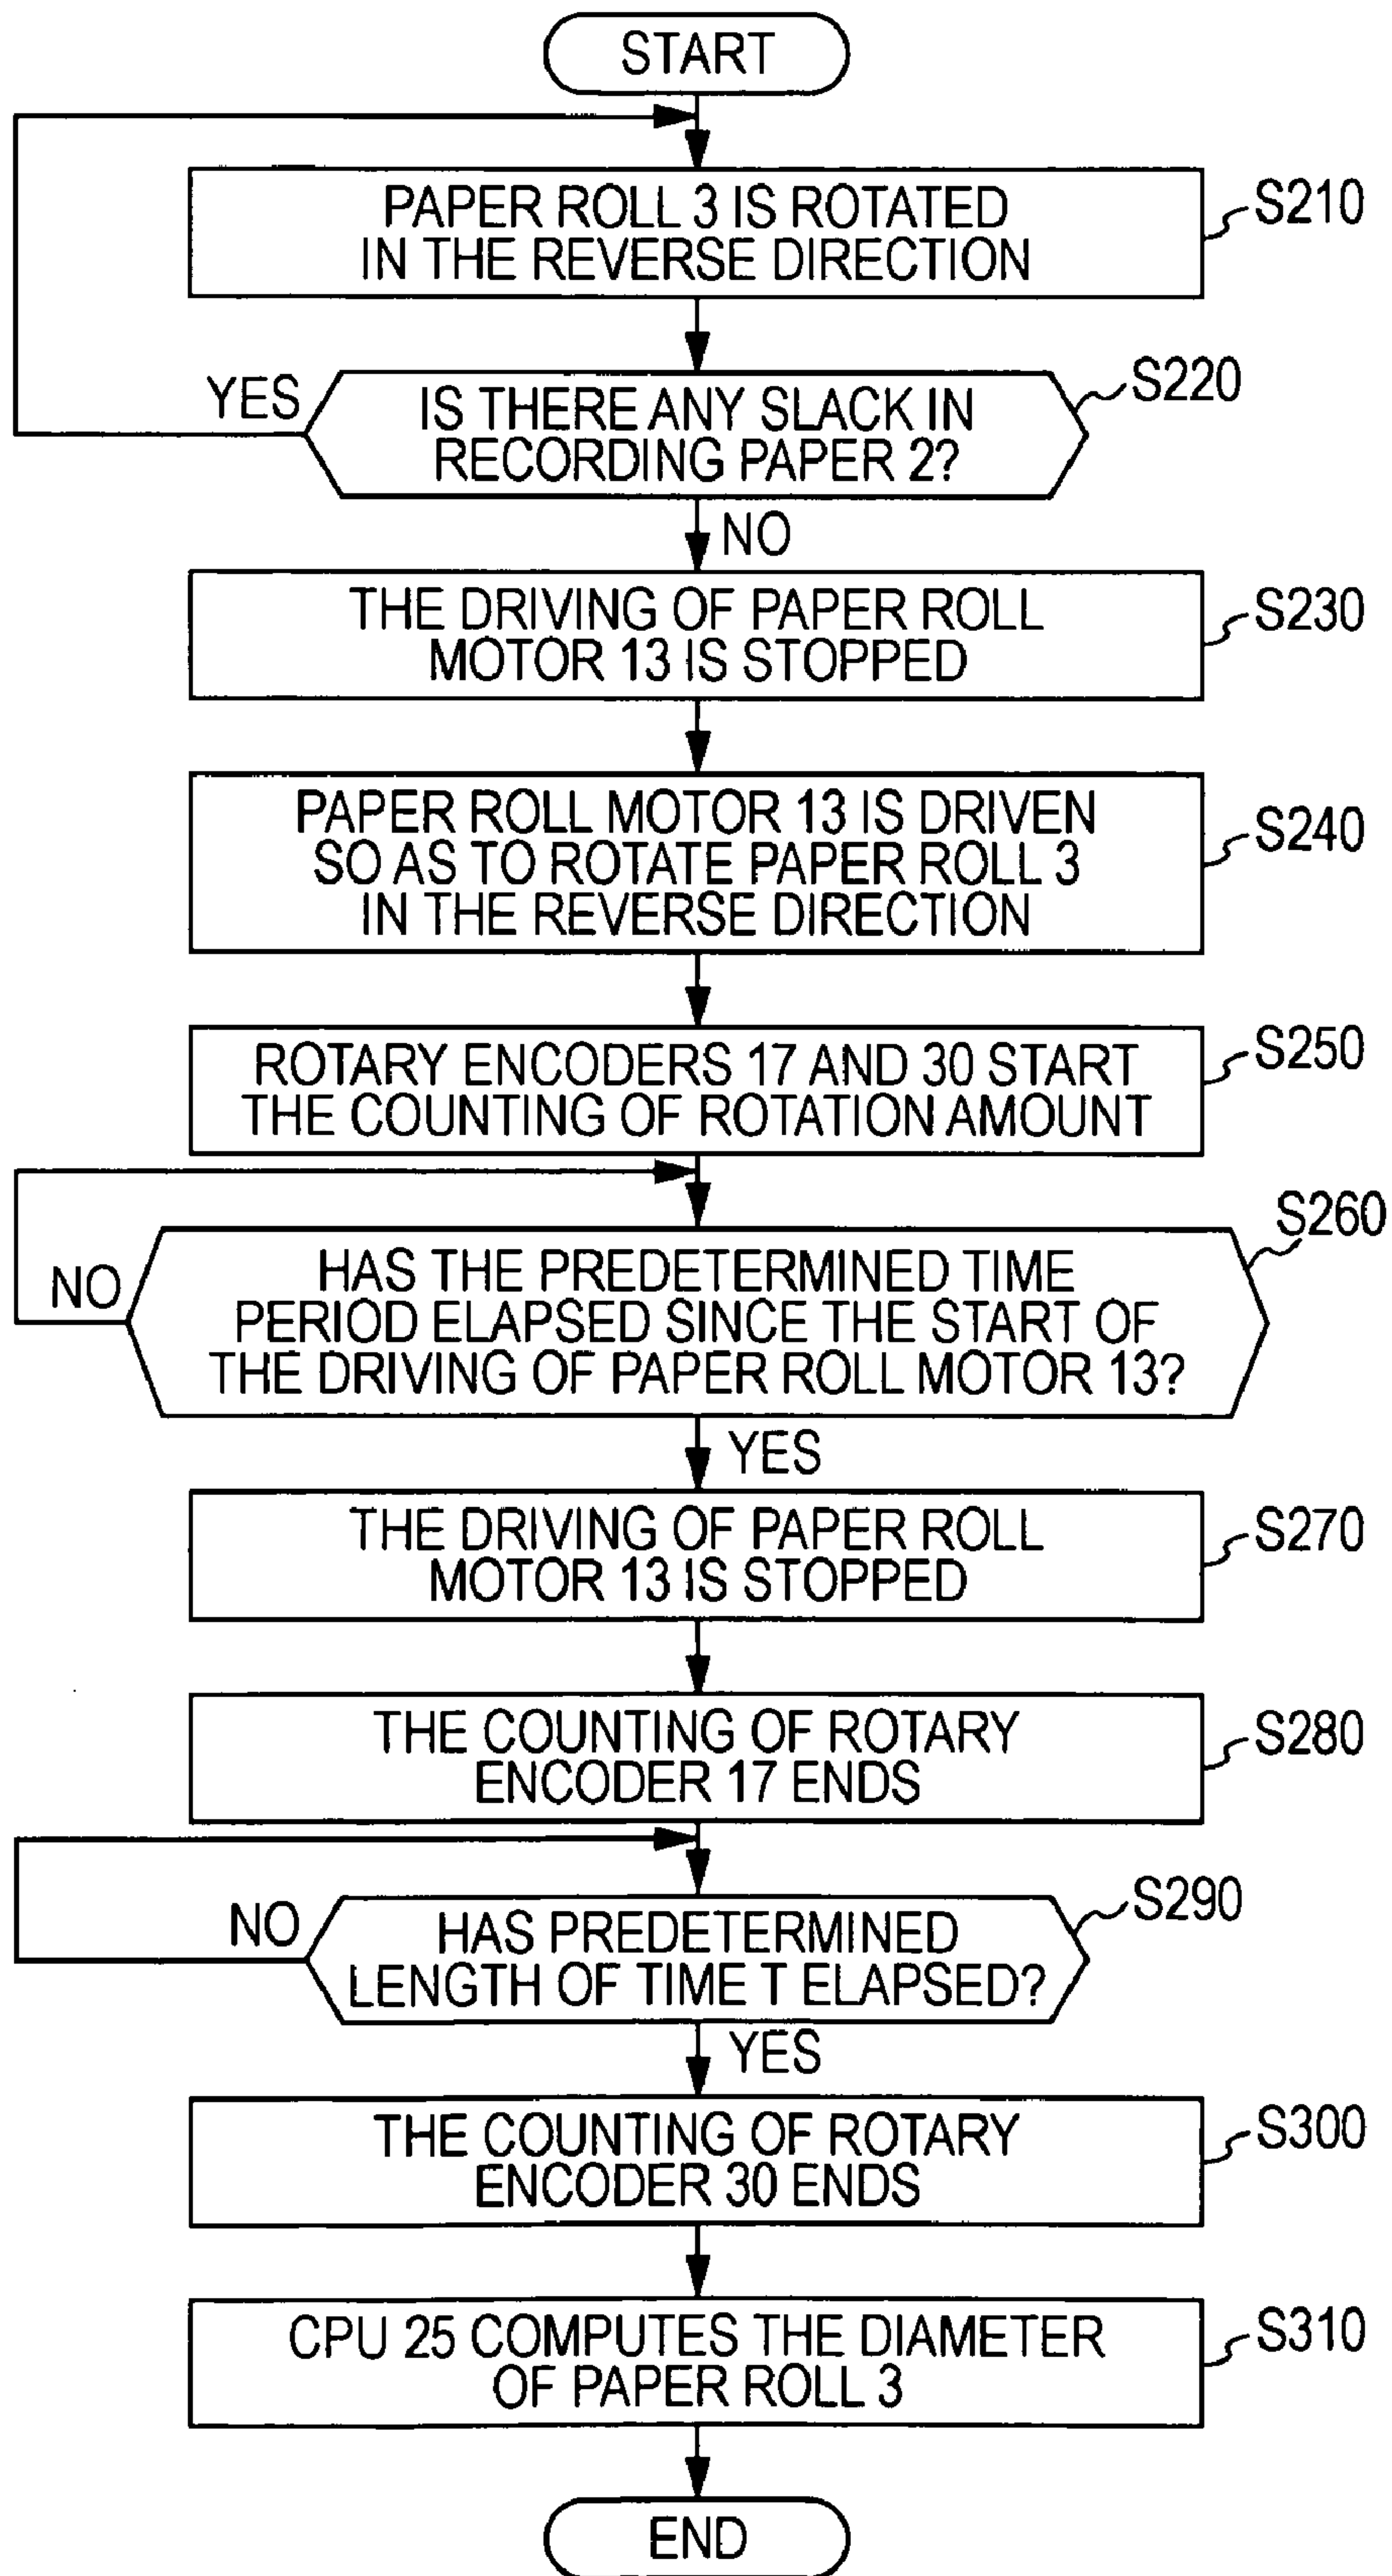 START
PAPER ROLL 3 IS ROTATED
IN THE REVERSE DIRECTION
S210
YES
IS THERE ANY SLACK IN
RECORDING PAPER 2?
S220
NO
THE DRIVING OF PAPER ROLL
MOTOR 13 IS STOPPED
S230
PAPER ROLL MOTOR 13 IS DRIVEN
SO AS TO ROTATE PAPER ROLL 3
IN THE REVERSE DIRECTION
S240
ROTARY ENCODERS 17 AND 30 START
THE COUNTING OF ROTATION AMOUNT
S250
NO
HAS THE PREDETERMINED TIME
PERIOD ELAPSED SINCE THE START OF
THE DRIVING OF PAPER ROLL MOTOR 13?
S260
YES
THE DRIVING OF PAPER ROLL
MOTOR 13 IS STOPPED
S270
THE COUNTING OF ROTARY
ENCODER 17 ENDS
S280
NO
HAS PREDETERMINED
LENGTH OF TIME T ELAPSED?
S290
YES
THE COUNTING OF ROTARY
ENCODER 30 ENDS
S300
CPU 25 COMPUTES THE DIAMETER
OF PAPER ROLL 3
S310
END